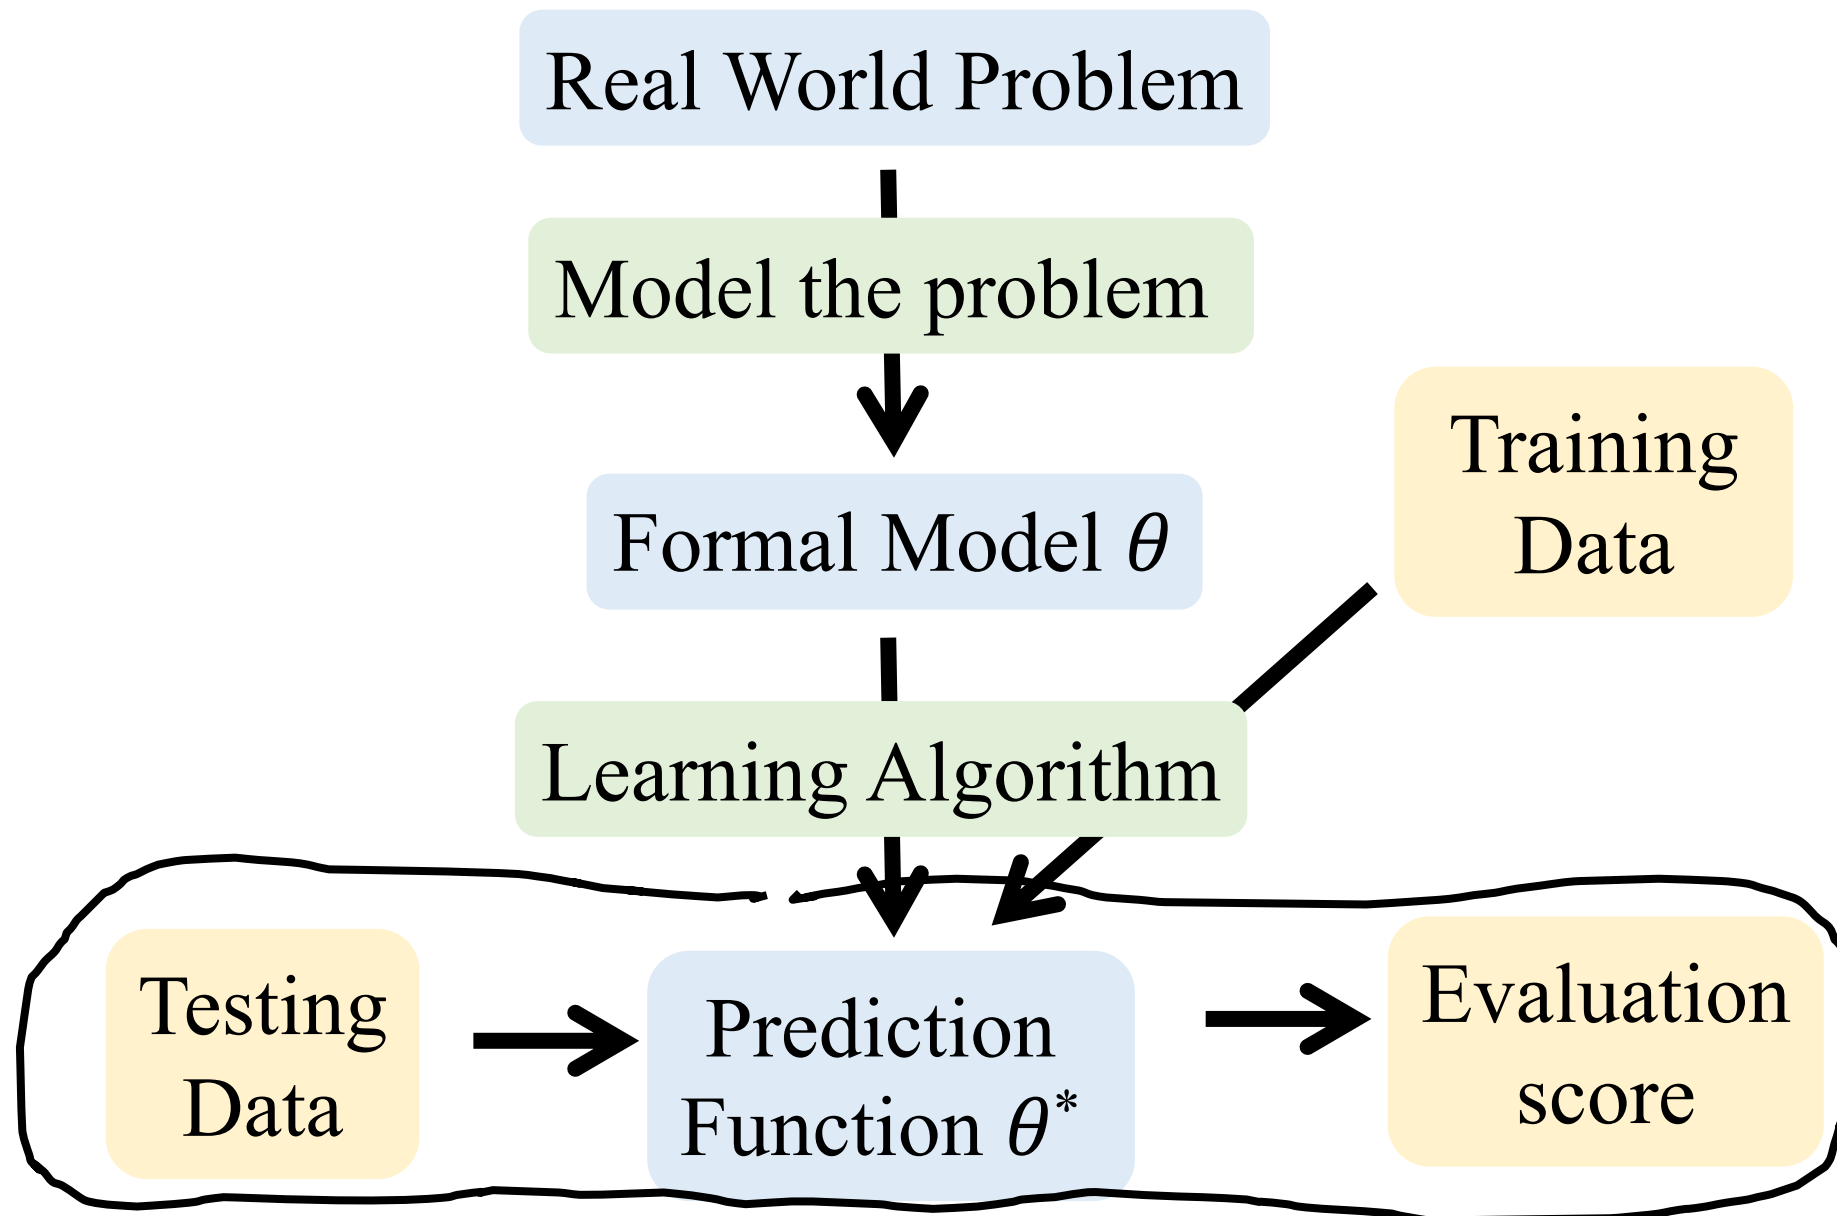 Real World Problem
Model the problem
Training
Data
Formal Model θ
Learning Algorithm
Testing
Data
Prediction
Function θ*
Evaluation
score